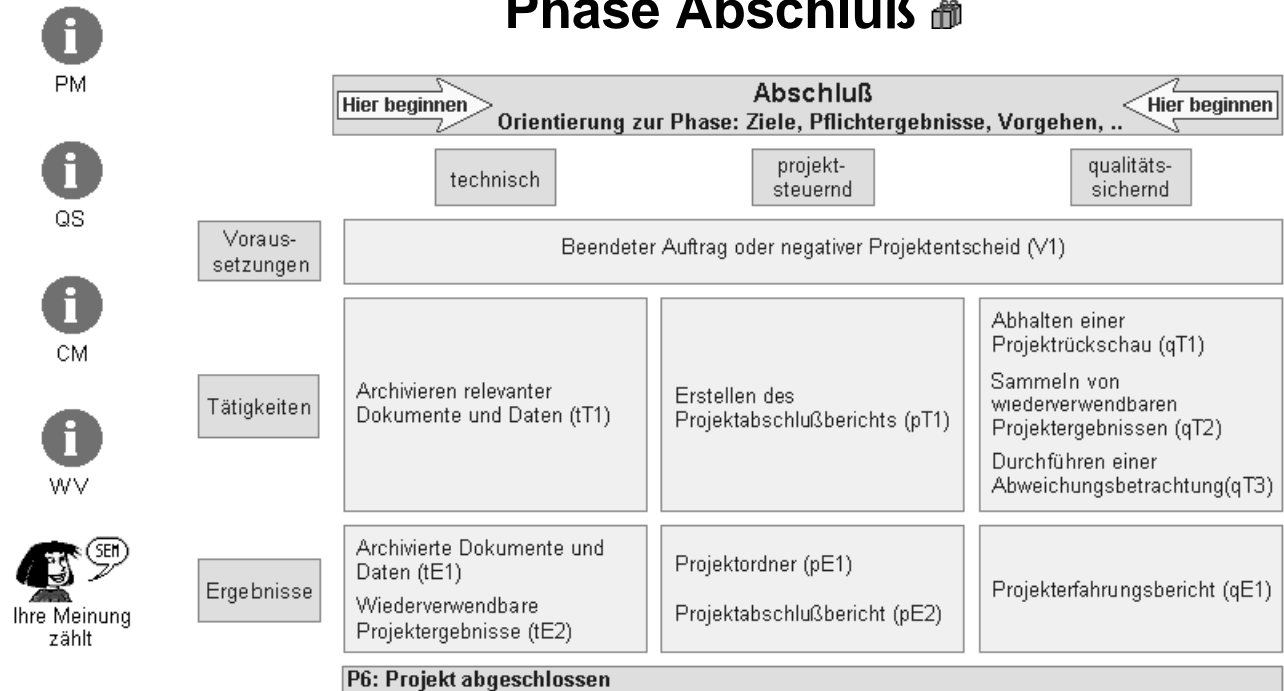 Phase Abschluß
PM
QS
CM
WV
SEM
Ihre Meinung
zählt
Hier beginnen
Abschluß
Orientierung zur Phase: Ziele, Pflichtergebnisse, Vorgehen, ..
Hier beginnen
technisch
projekt-
steuernd
qualitäts-
sichernd
Voraus-
setzungen
Beendeter Auftrag oder negativer Projektentscheid (V1)
Tätigkeiten
Archivieren relevanter
Dokumente und Daten (tT1)
Erstellen des
Projektabschlußberichts (pT1)
Abhalten einer
Projektrückschau (qT1)
Sammeln von
wiederverwendbaren
Projektergebnissen (qT2)
Durchführen einer
Abweichungsbetrachtung(qT3)
Ergebnisse
Archivierte Dokumente und
Daten (tE1)
Wiederverwendbare
Projektergebnisse (tE2)
Projektordner (pE1)
Projektabschlußbericht (pE2)
Projekterfahrungsbericht (qE1)
P6: Projekt abgeschlossen